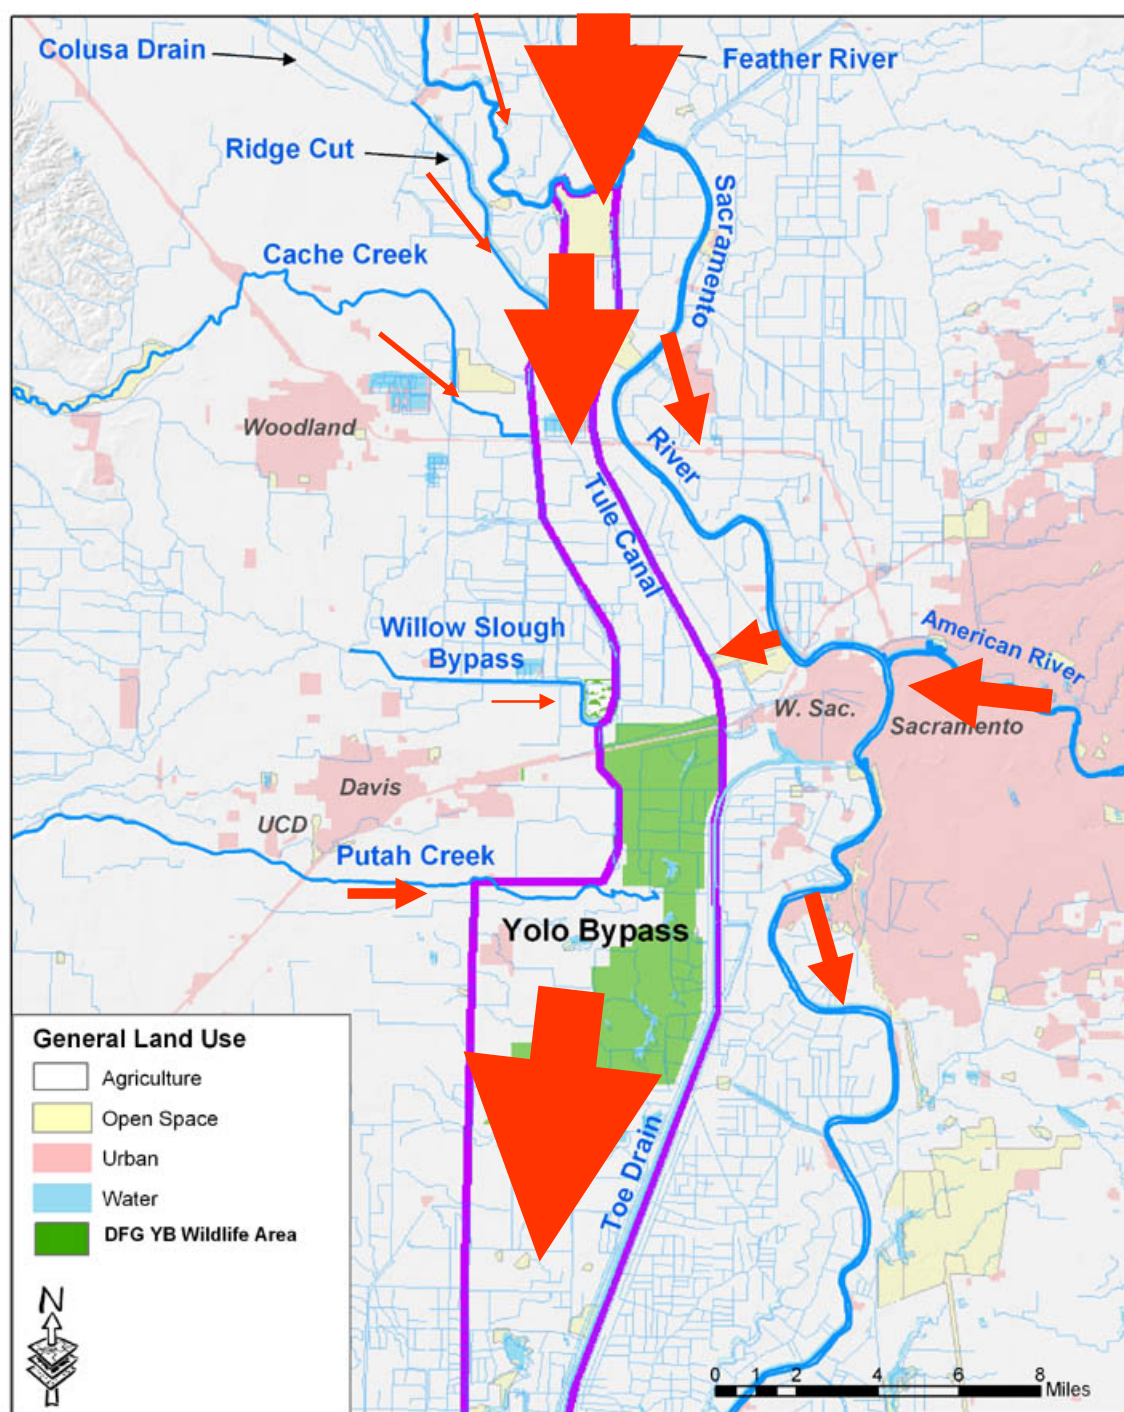 Colusa Drain
Feather River
Ridge Cut
Sacramento
Cache Creek
Woodland
River
Tule Canal
Willow Slough
Bypass
American River
W. Sac.
Sacramento
Davis
UCD
Putah Creek
Yolo Bypass
General Land Use
Agriculture
Open Space
Urban
Water
DFG YB Wildlife Area
Toe Drain
N
0 1 2 4 6 8
Miles